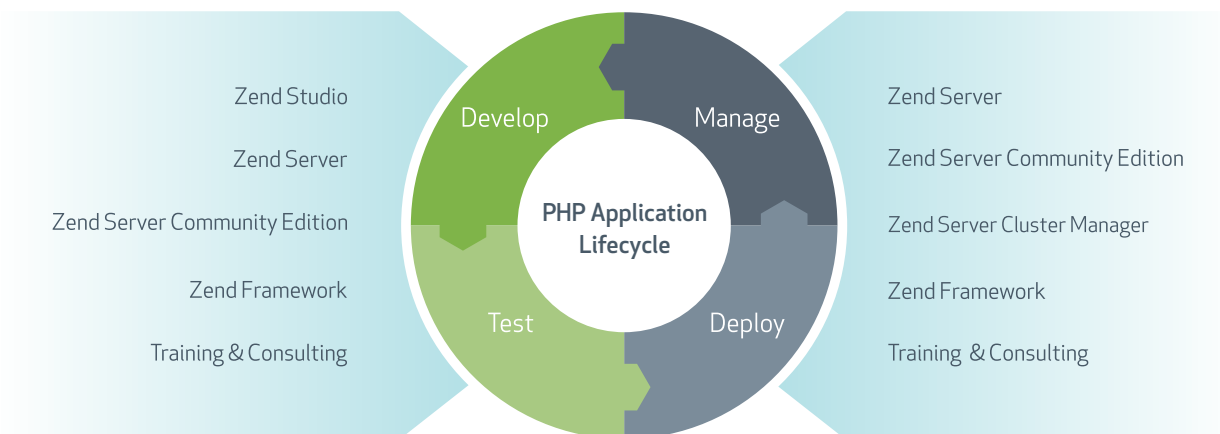 Zend Studio
Zend Server
Zend Server Community Edition
Zend Framework
Training & Consulting
Develop
Manage
PHP Application
Lifecycle
Test
Deploy
Zend Server
Zend Server Community Edition
Zend Server Cluster Manager
Zend Framework
Training & Consulting